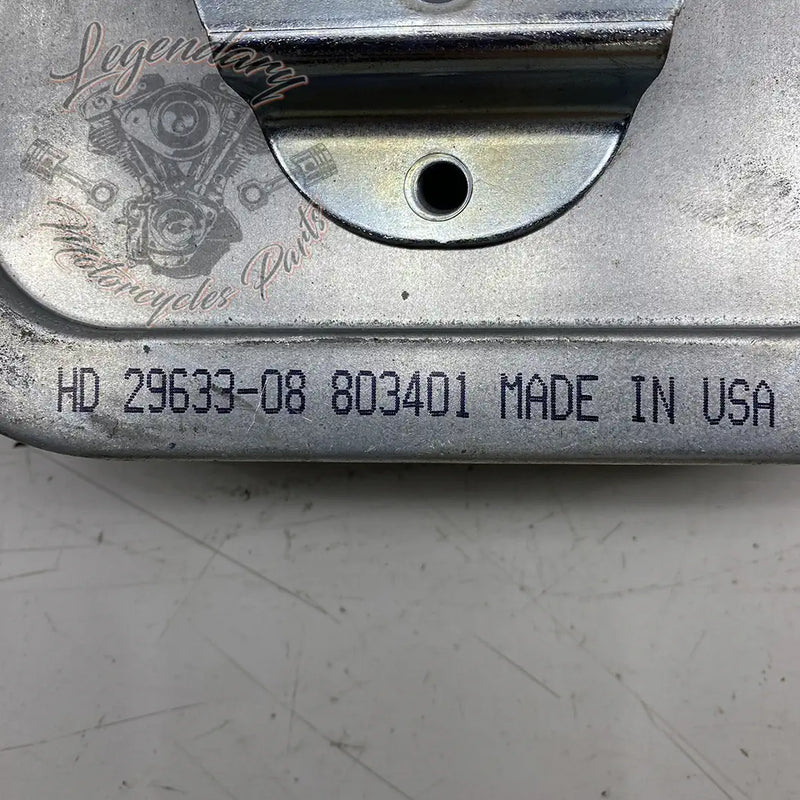 Legendary
Motorcycles Parts
HD 29633-08 803401 MADE IN USA